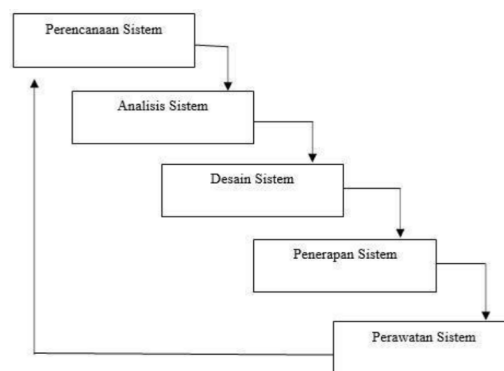 Perencanaan Sistem
Analisis Sistem
Desain Sistem
Penerapan Sistem
Perawatan Sistem